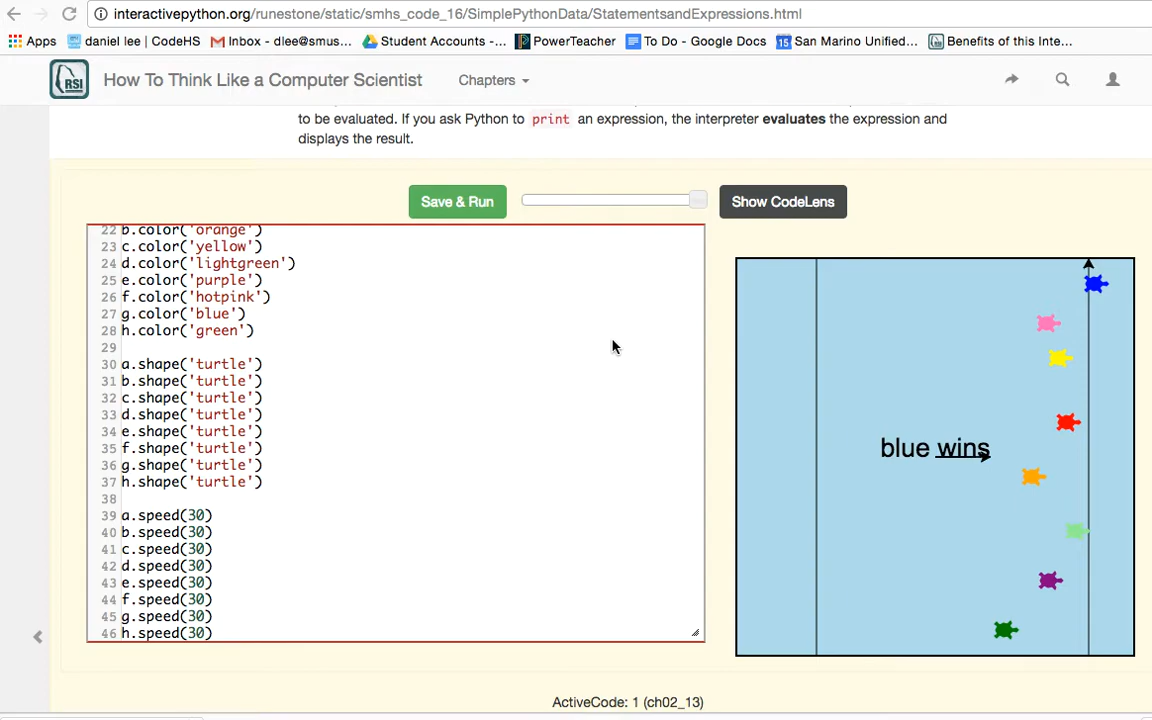 interactivepython.org/runestone/static/smhs_code_16/SimplePythonData/StatementsandExpressions.html
Apps daniel lee | CodeHS Inbox - dlee@smus... Student Accounts -... PowerTeacher To Do - Google Docs 15 San Marino Unified... Benefits of this Inte...
RSI How To Think Like a Computer Scientist Chapters
to be evaluated. If you ask Python to print an expression, the interpreter evaluates the expression and
displays the result.
Save & Run Show CodeLens
22 b.color('orange')
23 c.color('yellow')
24 d.color('lightgreen')
25 e.color('purple')
26 f.color('hotpink')
27 g.color('blue')
28 h.color('green')
29
30 a.shape('turtle')
31 b.shape('turtle')
32 c.shape('turtle')
33 d.shape('turtle')
34 e.shape('turtle')
35 f.shape('turtle')
36 g.shape('turtle')
37 h.shape('turtle')
38
39 a.speed(30)
40 b.speed(30)
41 c.speed(30)
42 d.speed(30)
43 e.speed(30)
44 f.speed(30)
45 g.speed(30)
46 h.speed(30)
blue wins
ActiveCode: 1 (ch02_13)